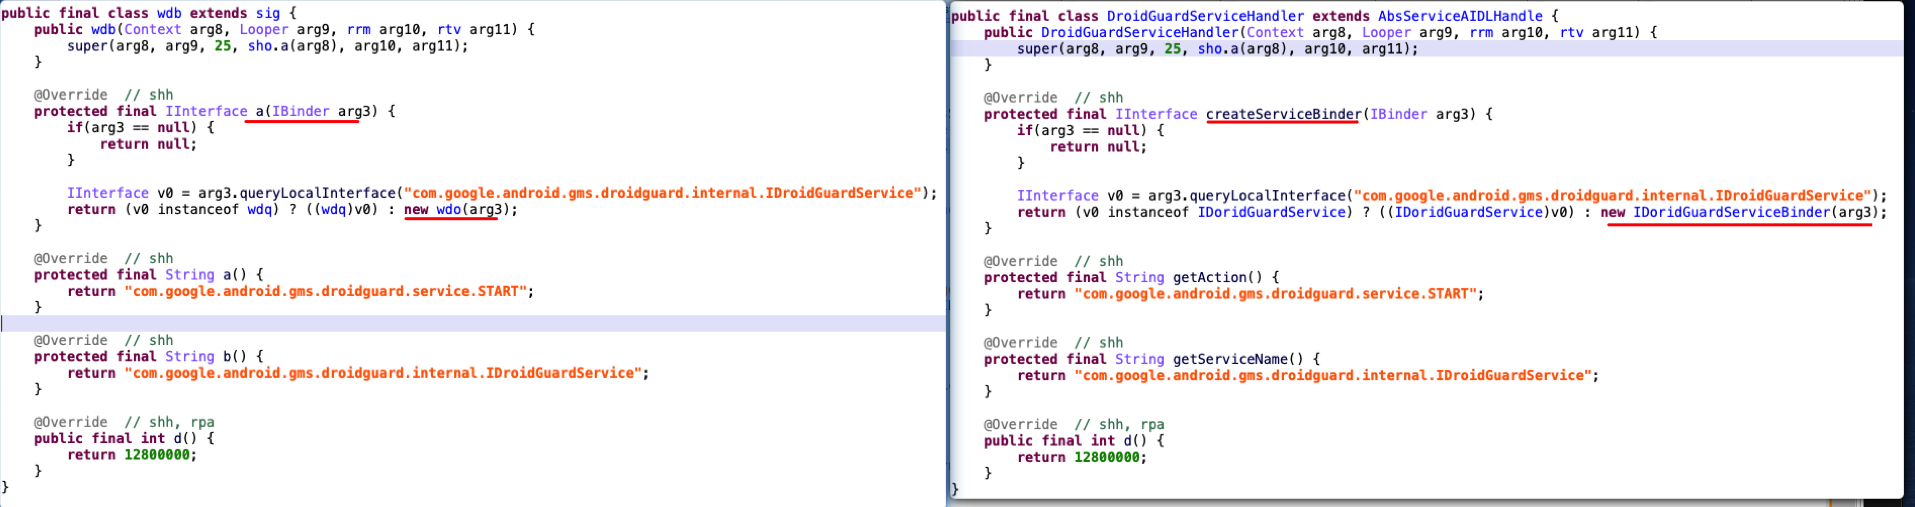 public final class wdb extends sig {
    public wdb(Context arg8, Looper arg9, rrm arg10, rtv arg11) {
        super(arg8, arg9, 25, sho.a(arg8), arg10, arg11);
    }
    @Override  // shh
    protected final IInterface a(IBinder arg3) {
        if(arg3 == null) {
            return null;
        }
        IInterface v0 = arg3.queryLocalInterface("com.google.android.gms.droidguard.internal.IDroidGuardService");
        return (v0 instanceof wdq) ? ((wdq)v0) : new wdo(arg3);
    }
    @Override  // shh
    protected final String a() {
        return "com.google.android.gms.droidguard.service.START";
    }
    @Override  // shh
    protected final String b() {
        return "com.google.android.gms.droidguard.internal.IDroidGuardService";
    }
    @Override  // shh, rpa
    public final int d() {
        return 12800000;
    }
}
public final class DroidGuardServiceHandler extends AbsServiceAIDLHandle {
    public DroidGuardServiceHandler(Context arg8, Looper arg9, rrm arg10, rtv arg11) {
        super(arg8, arg9, 25, sho.a(arg8), arg10, arg11);
    }
    @Override  // shh
    protected final IInterface createServiceBinder(IBinder arg3) {
        if(arg3 == null) {
            return null;
        }
        IInterface v0 = arg3.queryLocalInterface("com.google.android.gms.droidguard.internal.IDroidGuardService");
        return (v0 instanceof IDoridGuardService) ? ((IDoridGuardService)v0) : new IDoridGuardServiceBinder(arg3);
    }
    @Override  // shh
    protected final String getAction() {
        return "com.google.android.gms.droidguard.service.START";
    }
    @Override  // shh
    protected final String getServiceName() {
        return "com.google.android.gms.droidguard.internal.IDroidGuardService";
    }
    @Override  // shh, rpa
    public final int d() {
        return 12800000;
    }
}